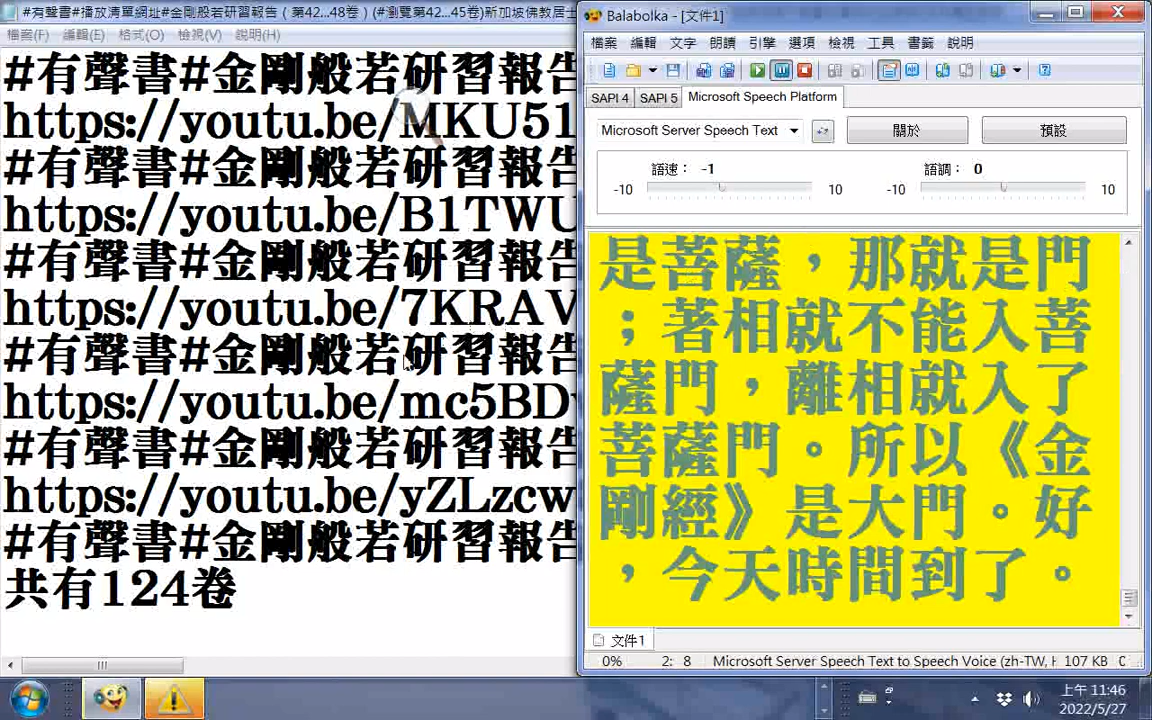 #有聲書#播放清單網址#金剛般若研習報告（第42...48卷）(#瀏覽第42...45卷)新加坡佛教居士
檔案(F) 編輯(E) 格式(O) 檢視(V) 說明(H)
#有聲書#金剛般若研習報告
https://youtu.be/MKU51
#有聲書#金剛般若研習報告
https://youtu.be/B1TWU
#有聲書#金剛般若研習報告
https://youtu.be/7KRAV
#有聲書#金剛般若研習報告
https://youtu.be/mc5BD
#有聲書#金剛般若研習報告
https://youtu.be/yZLzcw
#有聲書#金剛般若研習報告
共有124卷
Balabolka - [文件1]
檔案 編輯 文字 朗讀 引擎 選項 檢視 工具 書籤 說明
SAPI 4 SAPI 5 Microsoft Speech Platform
Microsoft Server Speech Text 關於 預設
語速： -1 語調： 0
-10 10 -10 10
是菩薩，那就是門
；著相就不能入菩
薩門，離相就入了
菩薩門。所以《金
剛經》是大門。好
，今天時間到了。
文件1
0% 2: 8 Microsoft Server Speech Text to Speech Voice (zh-TW, H 107 KB
上午 11:46
2022/5/27